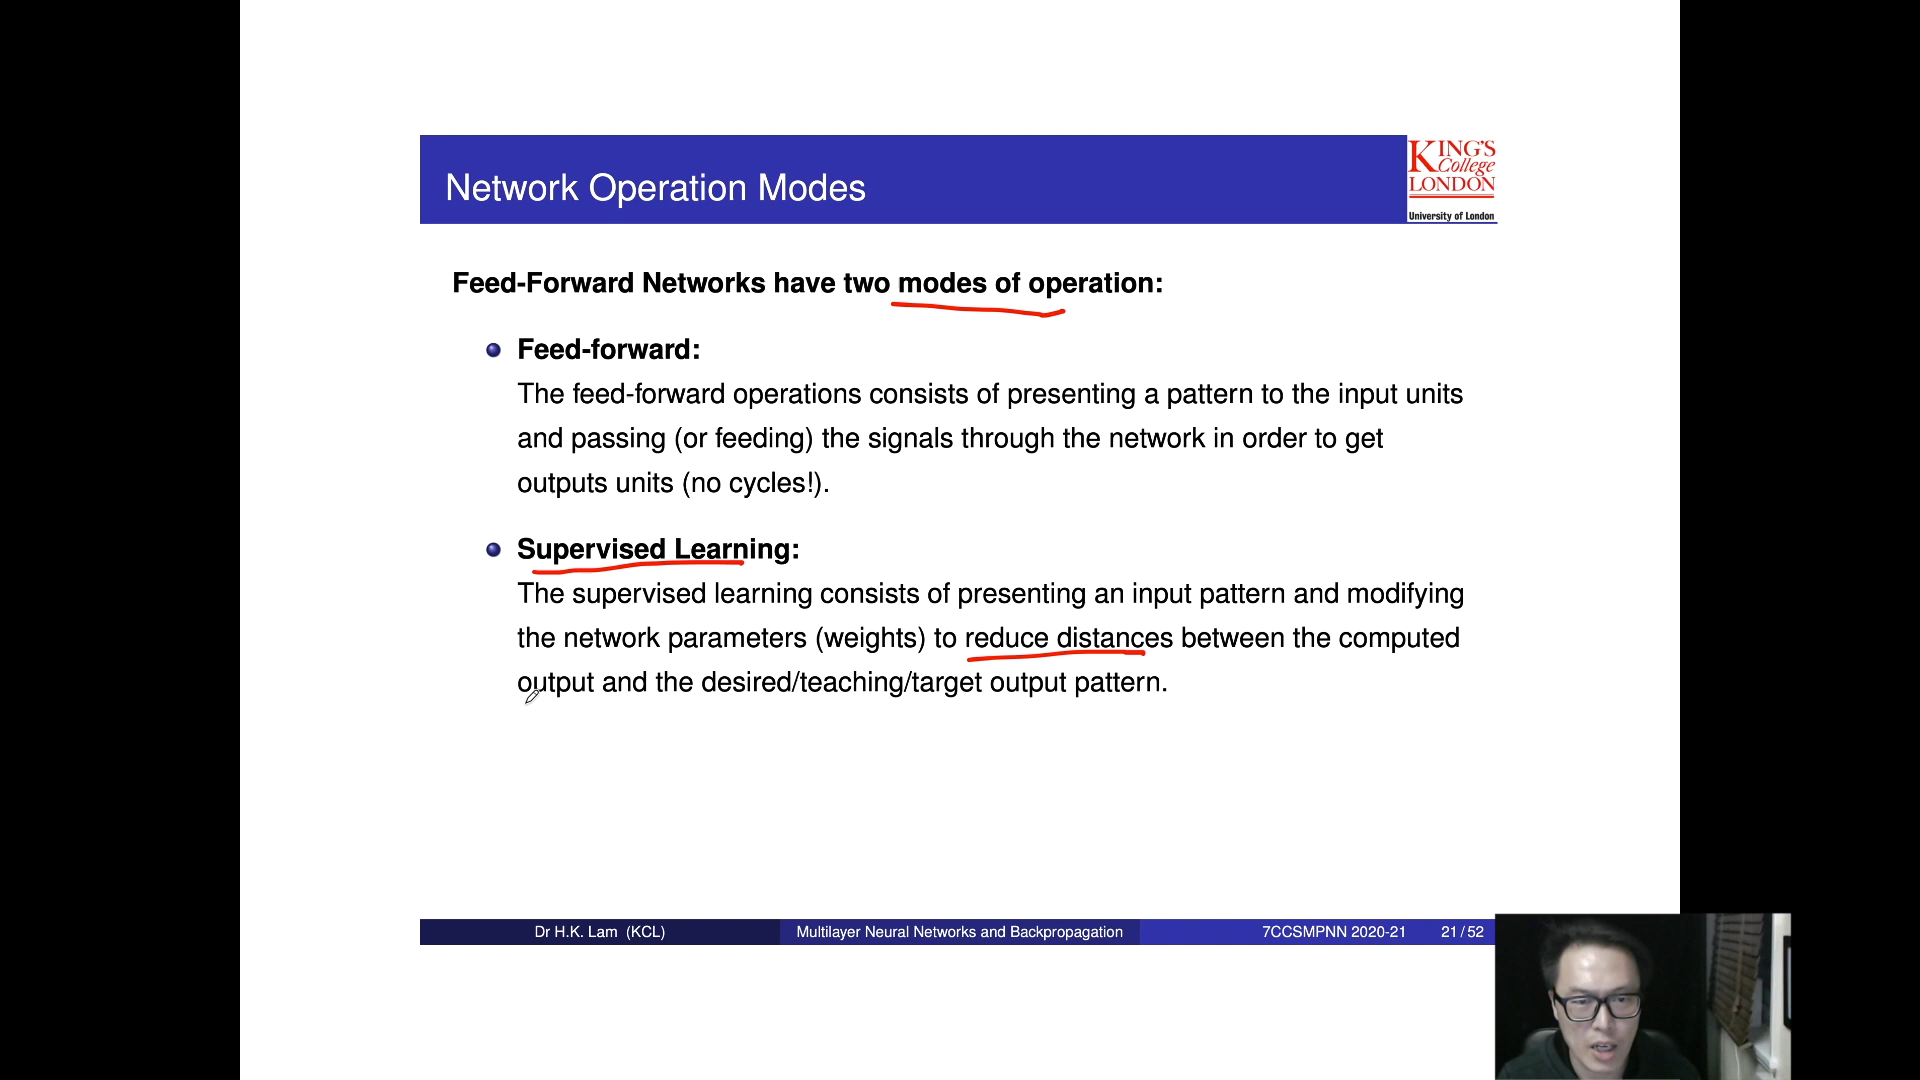 Network Operation Modes
KING'S
College
LONDON
University of London
Feed-Forward Networks have two modes of operation:
Feed-forward:
The feed-forward operations consists of presenting a pattern to the input units
and passing (or feeding) the signals through the network in order to get
outputs units (no cycles!).
Supervised Learning:
The supervised learning consists of presenting an input pattern and modifying
the network parameters (weights) to reduce distances between the computed
output and the desired/teaching/target output pattern.
Dr H.K. Lam (KCL) Multilayer Neural Networks and Backpropagation 7CCSMPNN 2020-21 21/52